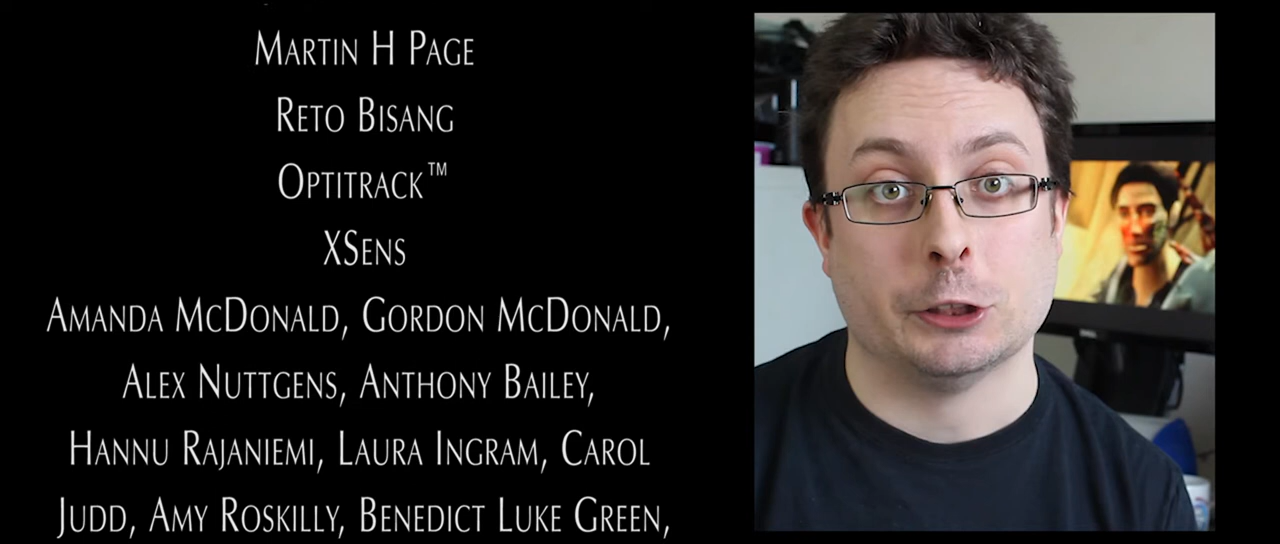 Martin H Page
Reto Bisang
Optitrack™
XSens
Amanda McDonald, Gordon McDonald,
Alex Nuttgens, Anthony Bailey,
Hannu Rajaniemi, Laura Ingram, Carol
Judd, Amy Roskilly, Benedict Luke Green,